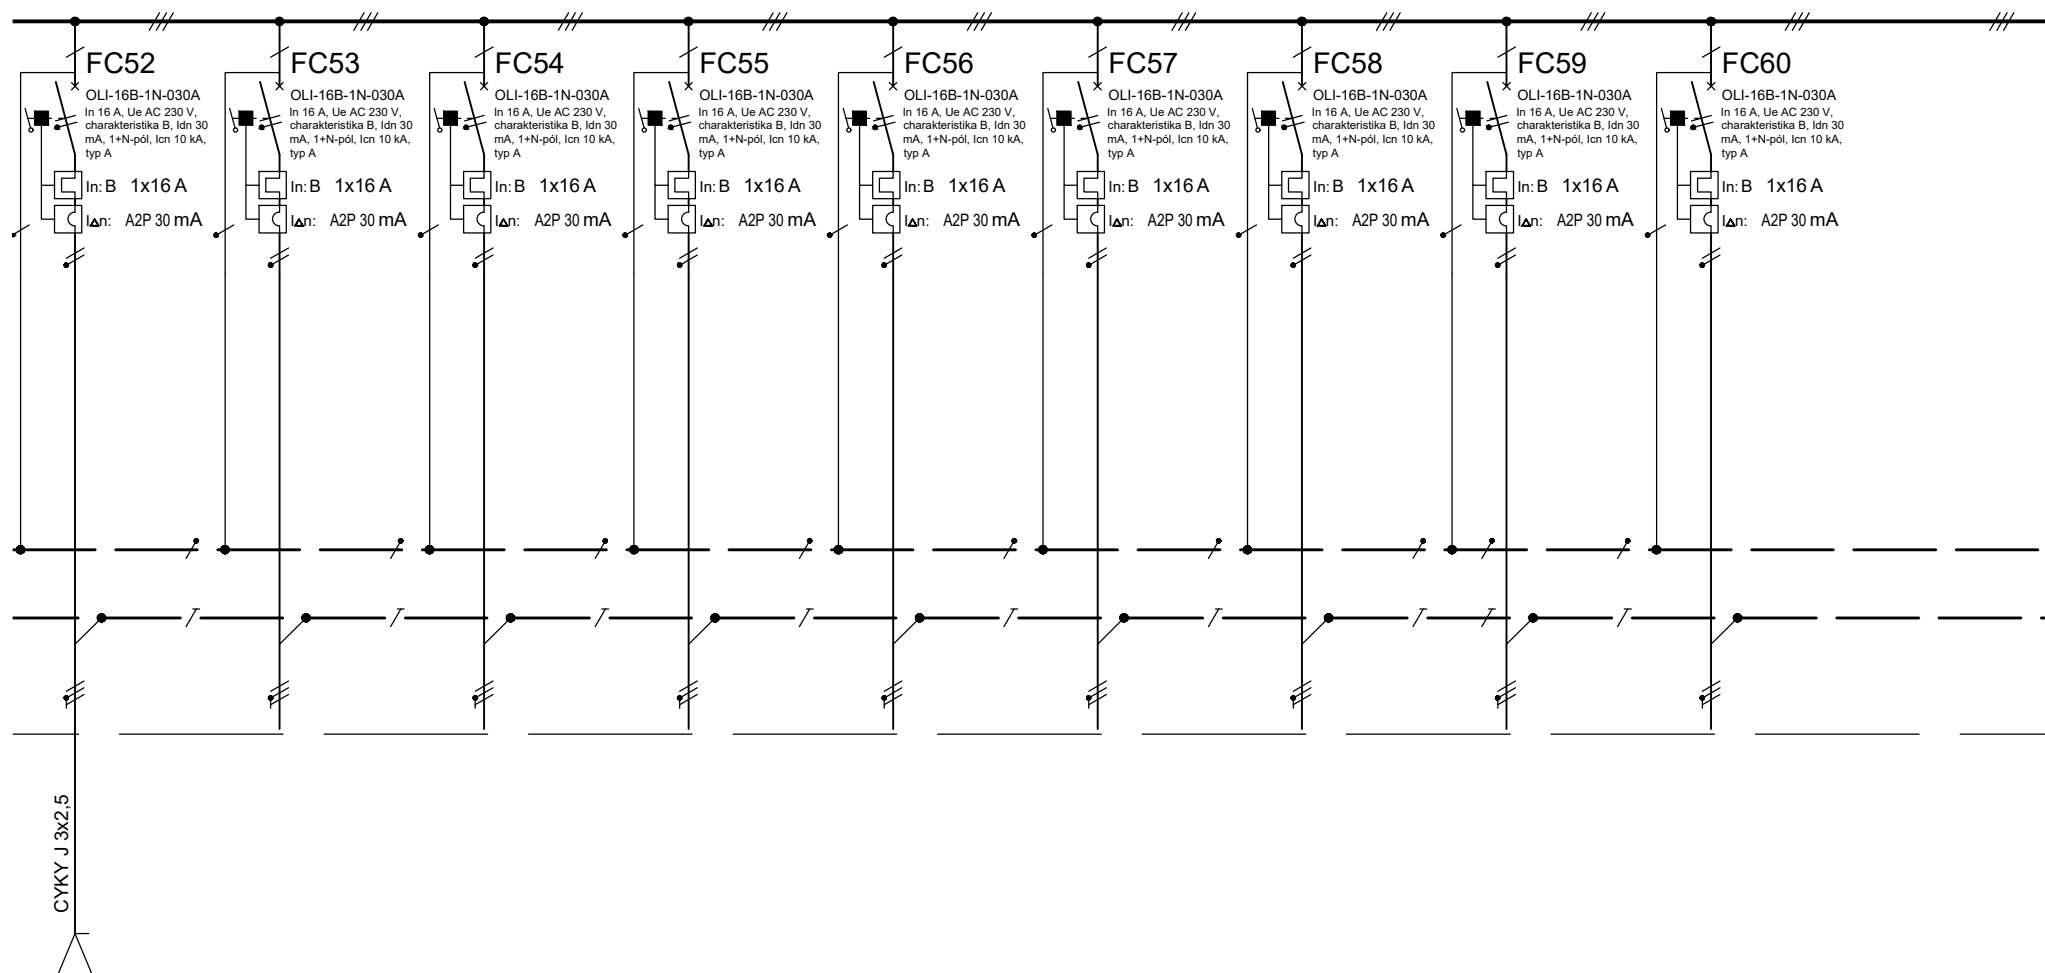 FC52
OLI-16B-1N-030A
In 16 A, Ue AC 230 V,
charakteristika B, Idn 30
mA, 1+N-pól, Icn 10 kA,
typ A
In: B 1x16 A
I∆n: A2P 30 mA
FC53
OLI-16B-1N-030A
In 16 A, Ue AC 230 V,
charakteristika B, Idn 30
mA, 1+N-pól, Icn 10 kA,
typ A
In: B 1x16 A
I∆n: A2P 30 mA
FC54
OLI-16B-1N-030A
In 16 A, Ue AC 230 V,
charakteristika B, Idn 30
mA, 1+N-pól, Icn 10 kA,
typ A
In: B 1x16 A
I∆n: A2P 30 mA
FC55
OLI-16B-1N-030A
In 16 A, Ue AC 230 V,
charakteristika B, Idn 30
mA, 1+N-pól, Icn 10 kA,
typ A
In: B 1x16 A
I∆n: A2P 30 mA
FC56
OLI-16B-1N-030A
In 16 A, Ue AC 230 V,
charakteristika B, Idn 30
mA, 1+N-pól, Icn 10 kA,
typ A
In: B 1x16 A
I∆n: A2P 30 mA
FC57
OLI-16B-1N-030A
In 16 A, Ue AC 230 V,
charakteristika B, Idn 30
mA, 1+N-pól, Icn 10 kA,
typ A
In: B 1x16 A
I∆n: A2P 30 mA
FC58
OLI-16B-1N-030A
In 16 A, Ue AC 230 V,
charakteristika B, Idn 30
mA, 1+N-pól, Icn 10 kA,
typ A
In: B 1x16 A
I∆n: A2P 30 mA
FC59
OLI-16B-1N-030A
In 16 A, Ue AC 230 V,
charakteristika B, Idn 30
mA, 1+N-pól, Icn 10 kA,
typ A
In: B 1x16 A
I∆n: A2P 30 mA
FC60
OLI-16B-1N-030A
In 16 A, Ue AC 230 V,
charakteristika B, Idn 30
mA, 1+N-pól, Icn 10 kA,
typ A
In: B 1x16 A
I∆n: A2P 30 mA
CYKY J 3x2,5